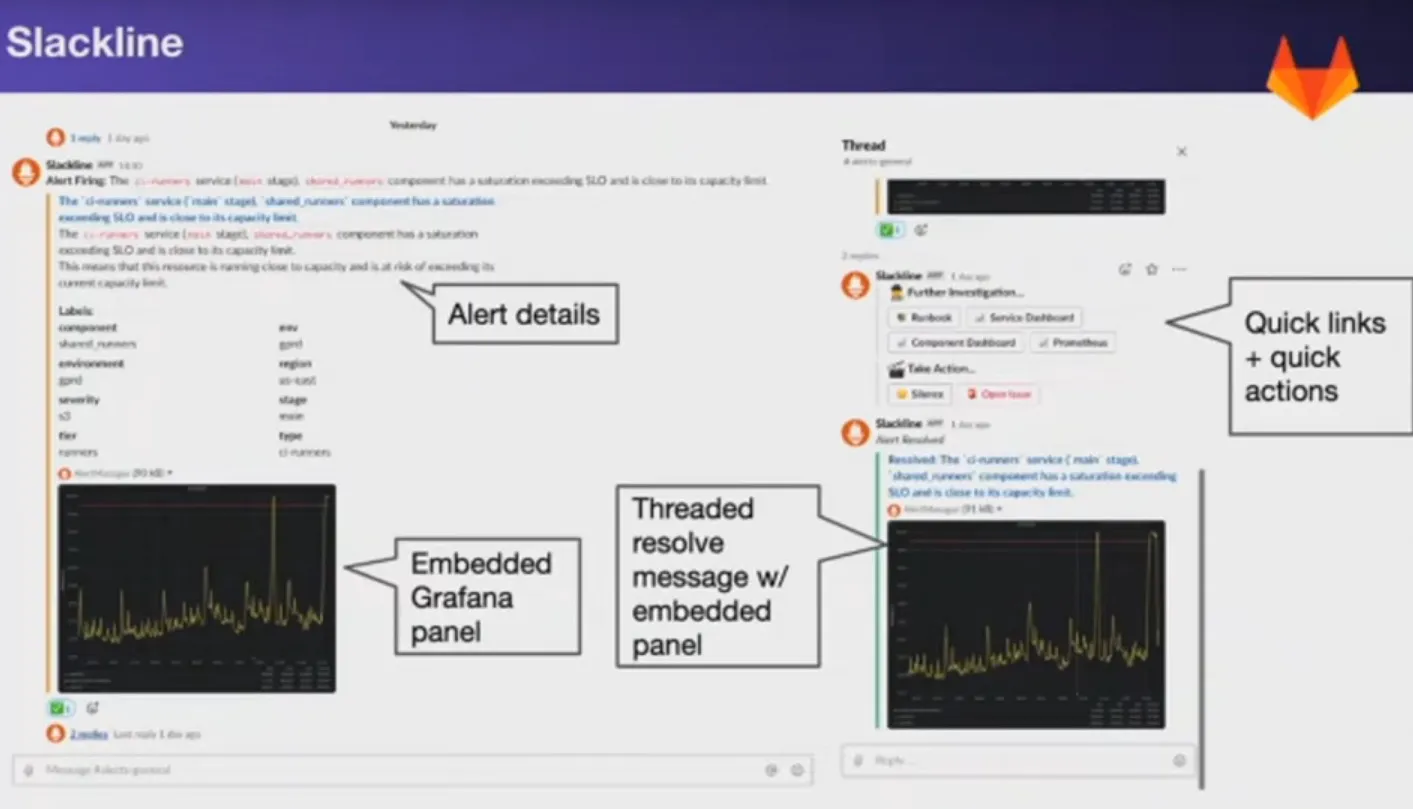 Slackline
Yesterday
1 reply 1 day ago
Slackline APP
Alert Firing: The ci-runners service (main stage), shared_runners component has a saturation exceeding SLO and is close to its capacity limit
The `ci-runners` service (`main` stage), `shared_runners` component has a saturation
exceeding SLO and is close to its capacity limit.
The ci-runners service (main stage), shared_runners component has a saturation
exceeding SLO and is close to its capacity limit.
This means that this resource is running close to capacity and is at risk of exceeding its
current capacity limit.
Labels:
component env
shared_runners gprd
environment region
gprd us-east
severity stage
s3 main
tier type
runners ci-runners
AlertManager (90 kB)
2 replies Last reply 1 day ago
Message #alerts-general
Alert details
Embedded
Grafana
panel
Threaded
resolve
message w/
embedded
panel
Thread
# alerts-general
2 replies
Slackline APP 1 day ago
Further Investigation...
Runbook Service Dashboard
Component Dashboard Prometheus
Take Action...
Silence Open Issue
Slackline APP 1 day ago
Alert Resolved
Resolved: The `ci-runners` service (`main` stage),
`shared_runners` component has a saturation exceeding
SLO and is close to its capacity limit.
AlertManager (91 kB)
Reply...
Quick links
+ quick
actions